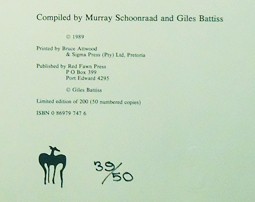 Compiled by Murray Schoonraad and Giles Battiss
© 1989
Printed by Bruce Attwood
& Sigma Press (Pty) Ltd, Pretoria
Published by Red Fawn Press
P O Box 399
Port Edward 4295
© Giles Battiss
Limited edition of 200 (50 numbered copies)
ISBN 0 86979 747 6
39/50